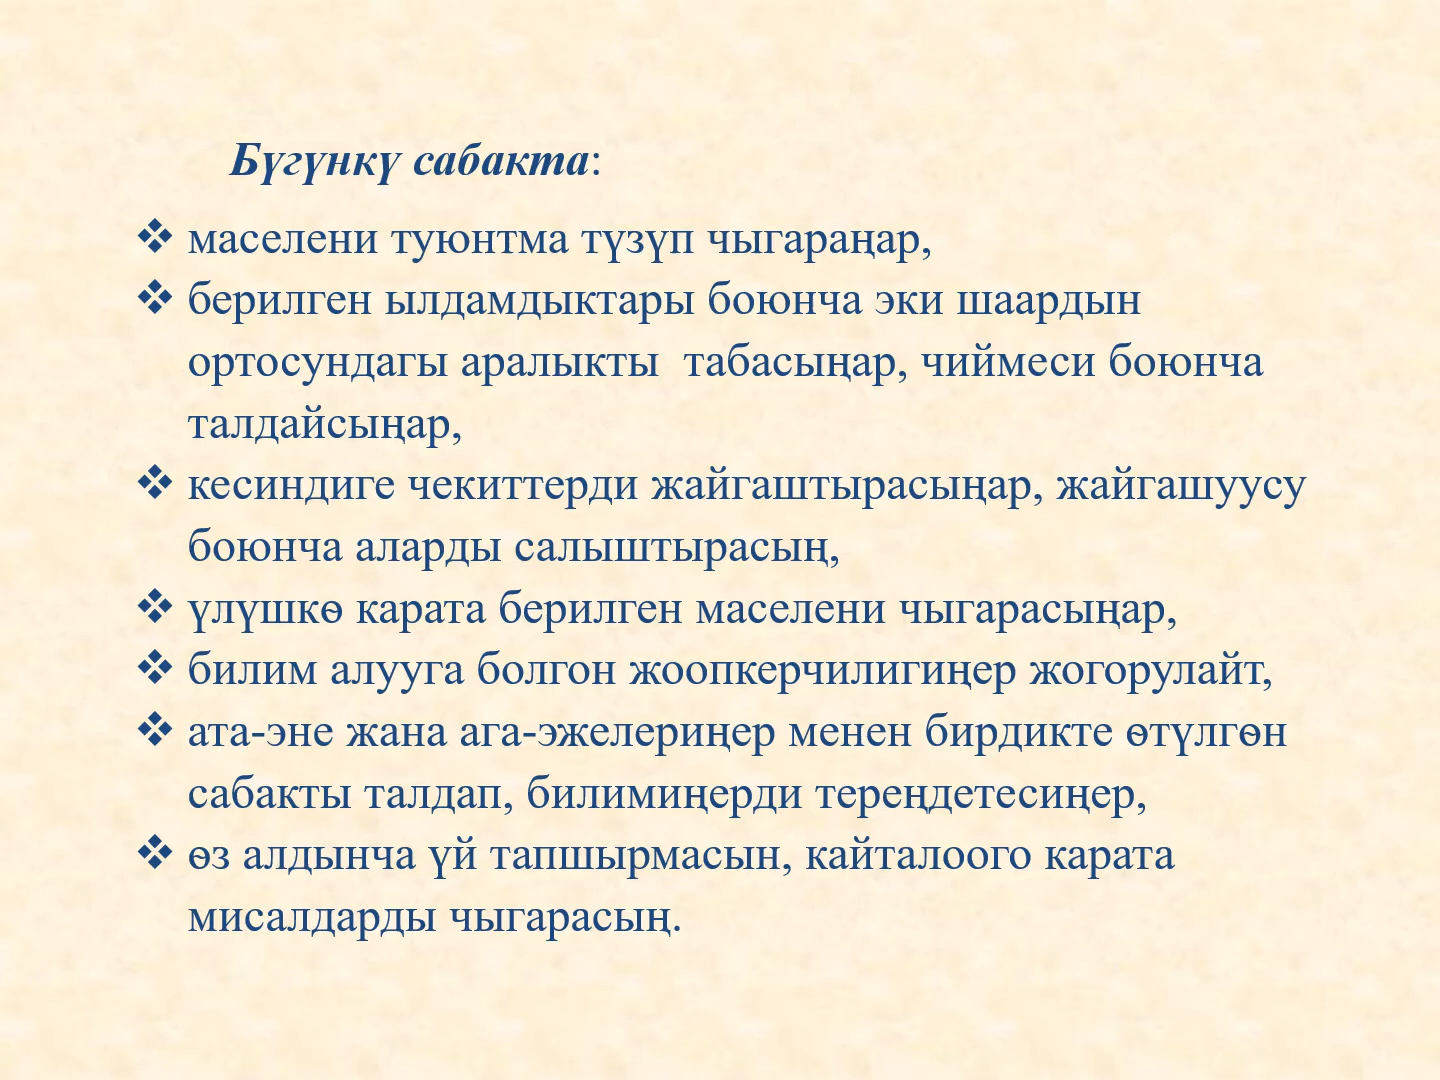 Бүгүнкү сабакта:
❖ маселени туюнтма түзүп чыгараңар,
❖ берилген ылдамдыктары боюнча эки шаардын
ортосундагы аралыкты  табасыңар, чиймеси боюнча
талдайсыңар,
❖ кесиндиге чекиттерди жайгаштырасыңар, жайгашуусу
боюнча аларды салыштырасың,
❖ үлүшкө карата берилген маселени чыгарасыңар,
❖ билим алууга болгон жоопкерчилигиңер жогорулайт,
❖ ата-эне жана ага-эжелериңер менен бирдикте өтүлгөн
сабакты талдап, билимиңерди тереңдетесиңер,
❖ өз алдынча үй тапшырмасын, кайталоого карата
мисалдарды чыгарасың.